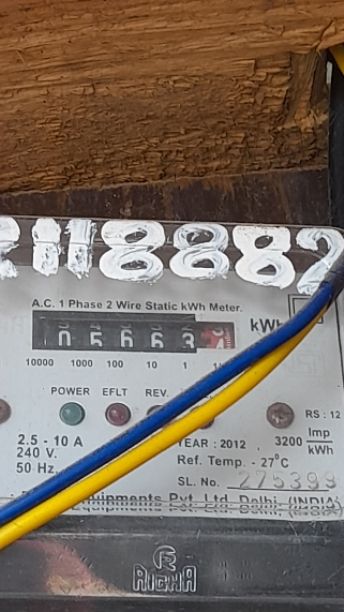 88882
A.C. 1 Phase 2 Wire Static kWh Meter.
05663
kWh
10000 1000 100 10 1
POWER EFLT REV.
RS : 12
2.5 - 10 A
240 V.
50 Hz.
YEAR : 2012
3200 Imp
kWh
Ref. Temp. - 27°C
SL. No. 275399
Equipments Pvt. Ltd. Delhi (INDIA)
RICHA